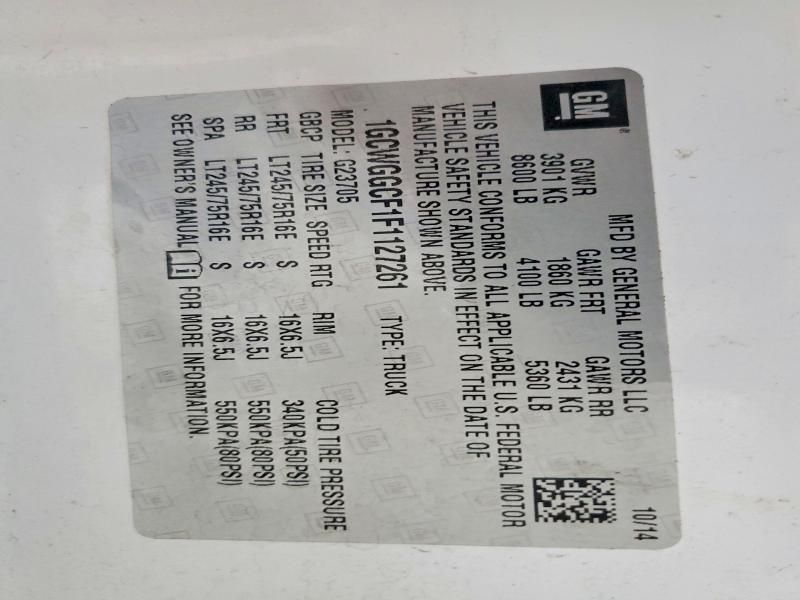 GM
MFD BY GENERAL MOTORS LLC 10/14
GVWR GAWR FRT GAWR RR
3901 KG 1860 KG 2431 KG
8600 LB 4100 LB 5360 LB
THIS VEHICLE CONFORMS TO ALL APPLICABLE U.S. FEDERAL MOTOR
VEHICLE SAFETY STANDARDS IN EFFECT ON THE DATE OF
MANUFACTURE SHOWN ABOVE.
1GCWGGCF1F1127261 TYPE: TRUCK
MODEL: G23705
GBCP TIRE SIZE SPEED RTG RIM COLD TIRE PRESSURE
FRT LT245/75R16E S 16X6.5J 340KPA(50PSI)
RR LT245/75R16E S 16X6.5J 550KPA(80PSI)
SPA LT245/75R16E S 16X6.5J 550KPA(80PSI)
SEE OWNER'S MANUAL FOR MORE INFORMATION.